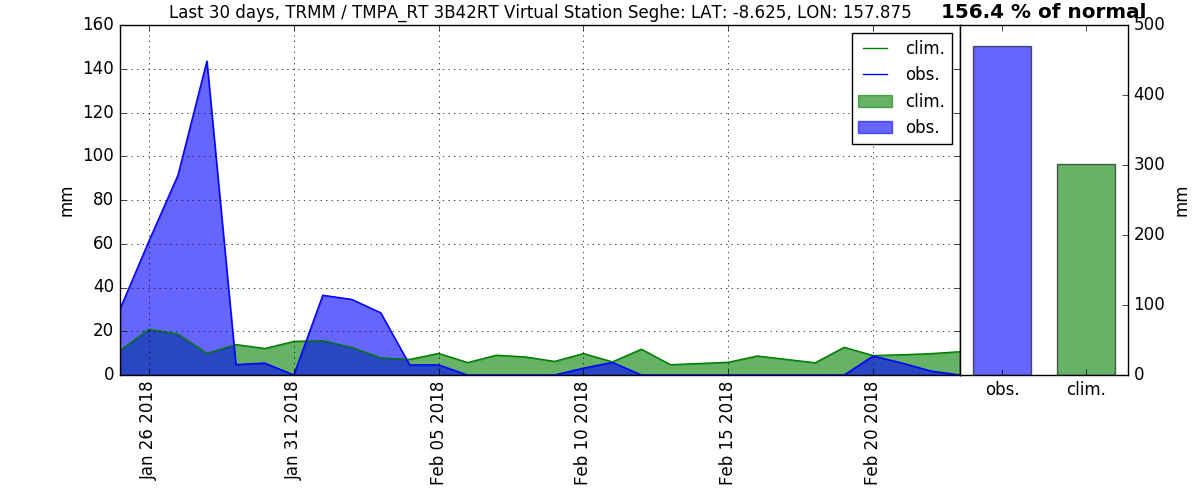 Last 30 days, TRMM / TMPA_RT 3B42RT Virtual Station Seghe: LAT: -8.625, LON: 157.875
156.4 % of normal
160
140
120
100
80
60
40
20
0
mm
clim.
obs.
clim.
obs.
Jan 26 2018
Jan 31 2018
Feb 05 2018
Feb 10 2018
Feb 15 2018
Feb 20 2018
500
400
300
200
100
0
mm
obs.
clim.